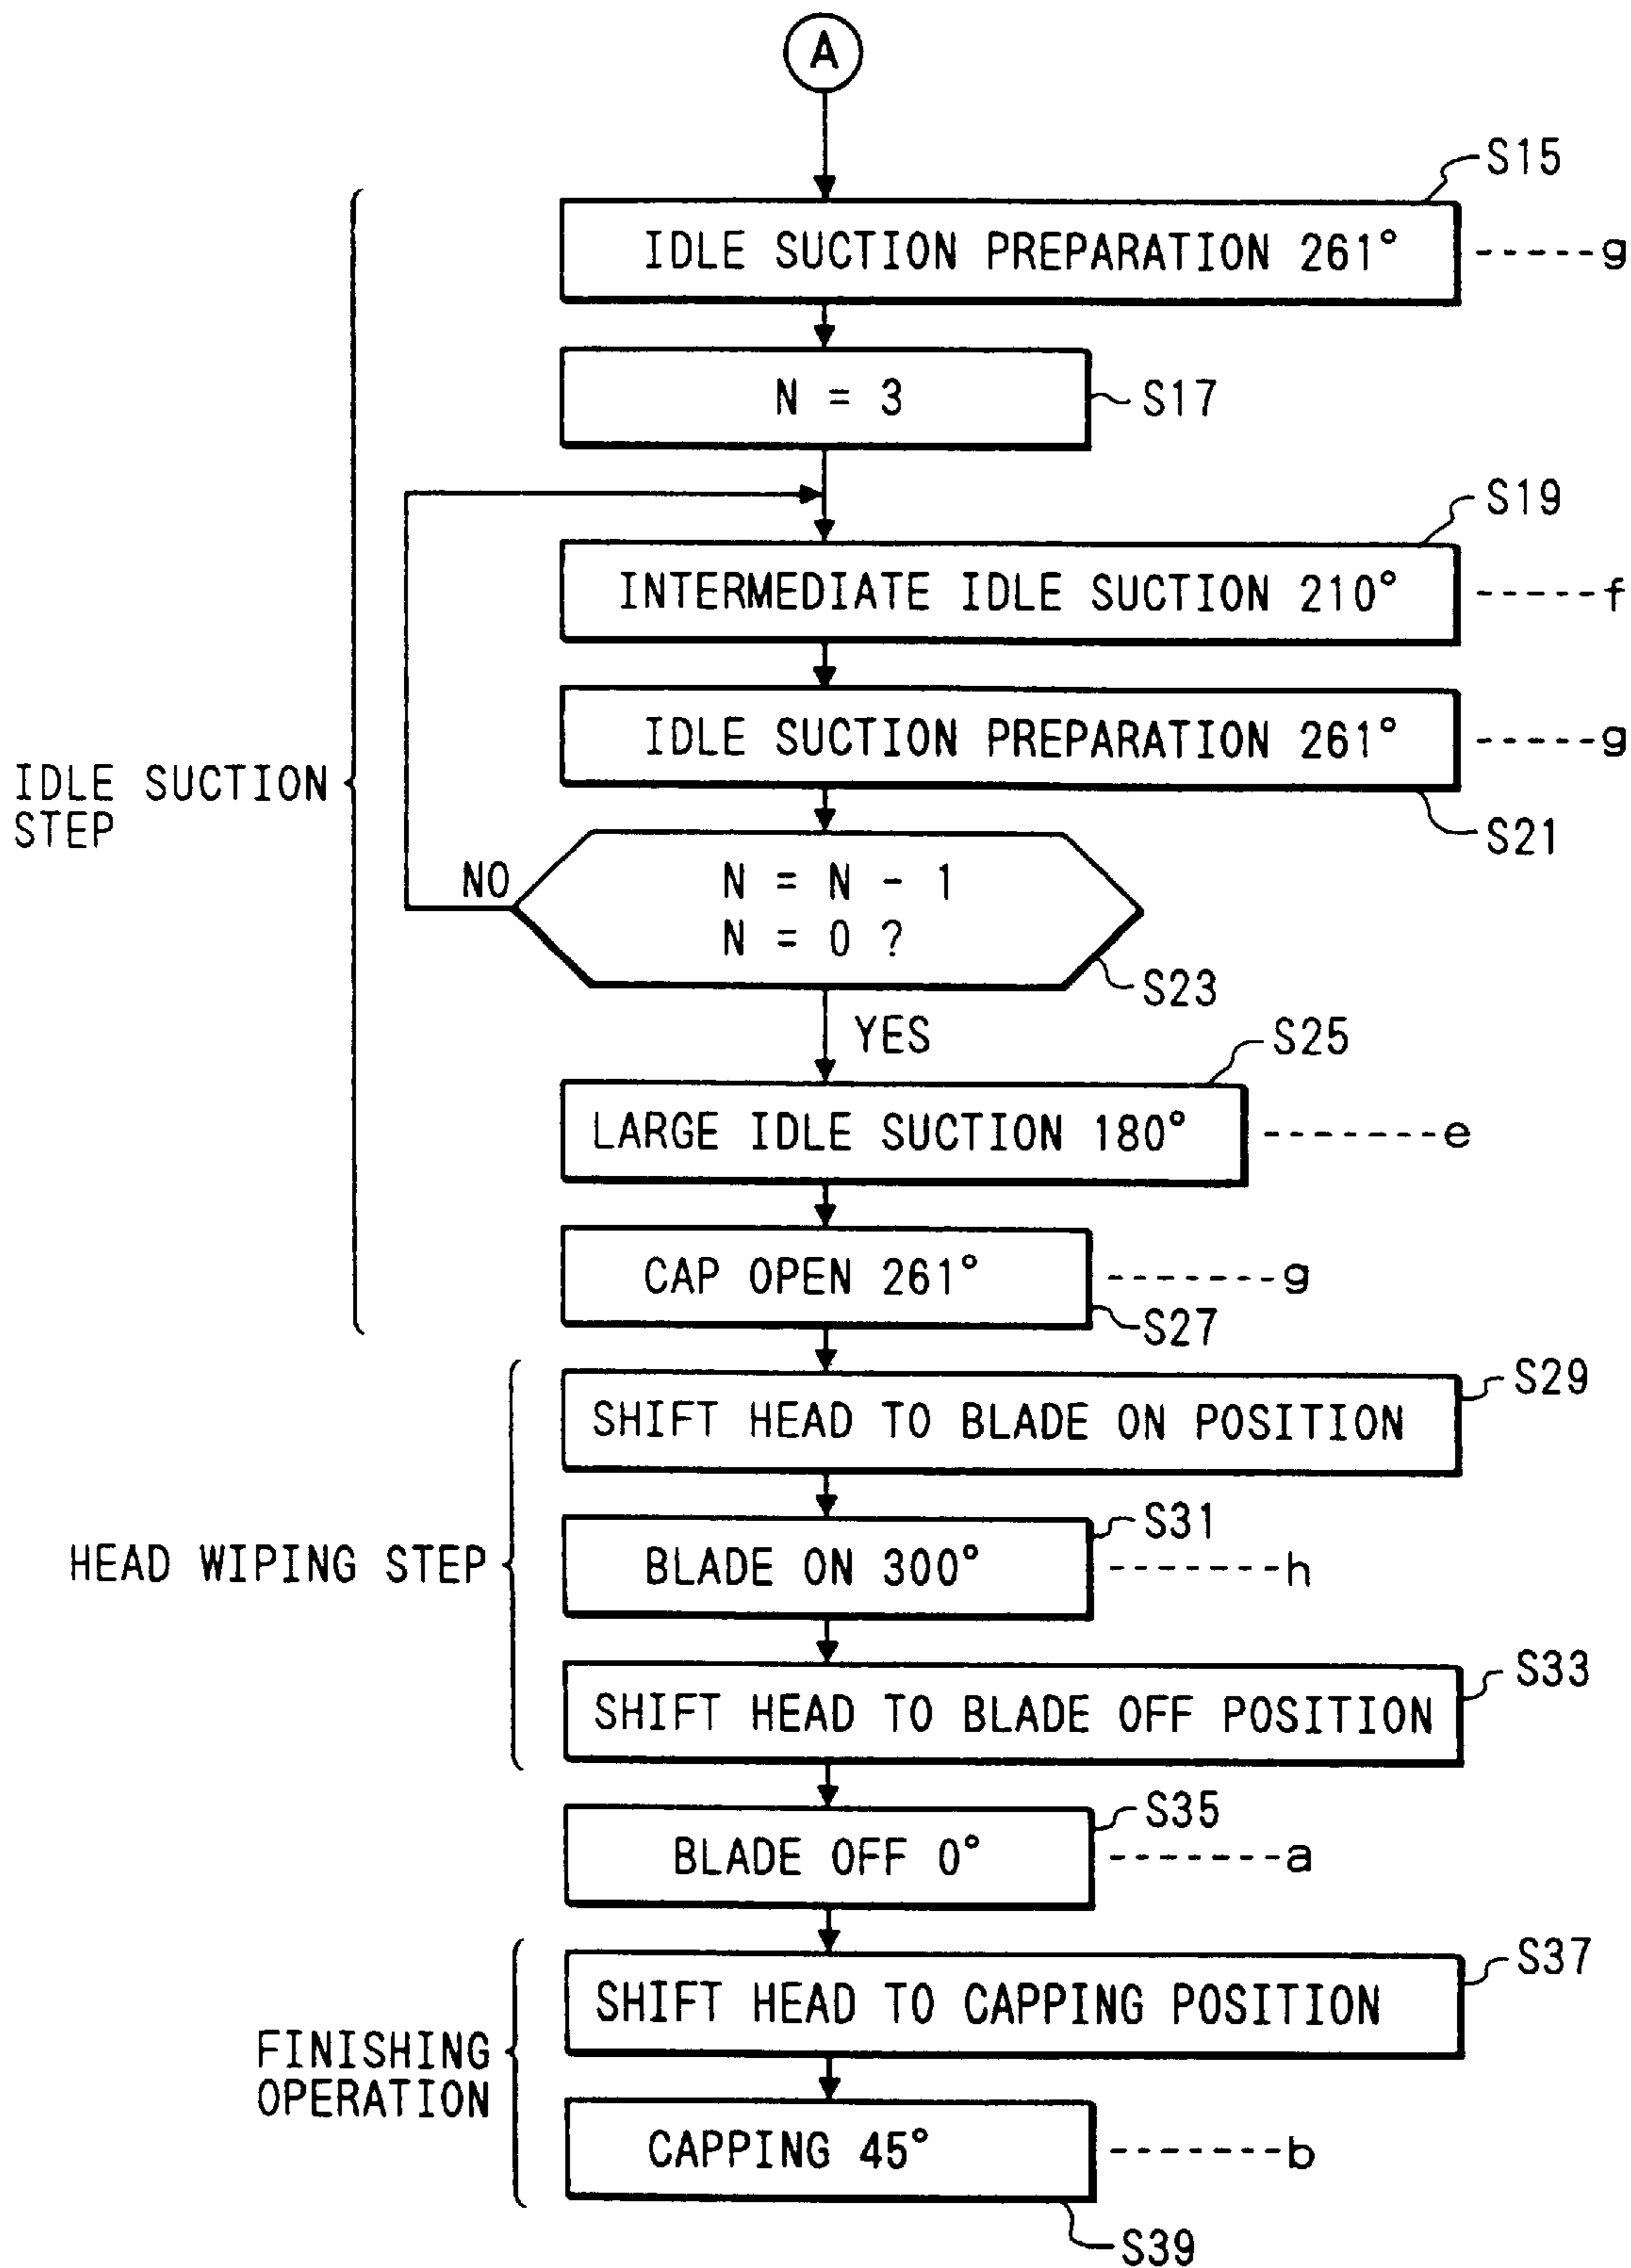 A
S15
IDLE SUCTION PREPARATION 261°
-----g
N = 3
S17
S19
INTERMEDIATE IDLE SUCTION 210°
-----f
IDLE SUCTION PREPARATION 261°
-----g
S21
IDLE SUCTION
STEP
NO
N = N - 1
N = 0 ?
S23
YES
S25
LARGE IDLE SUCTION 180°
-------e
CAP OPEN 261°
-------g
S27
S29
SHIFT HEAD TO BLADE ON POSITION
S31
HEAD WIPING STEP
BLADE ON 300°
-------h
S33
SHIFT HEAD TO BLADE OFF POSITION
S35
BLADE OFF 0°
-------a
S37
SHIFT HEAD TO CAPPING POSITION
FINISHING
OPERATION
CAPPING 45°
-------b
S39